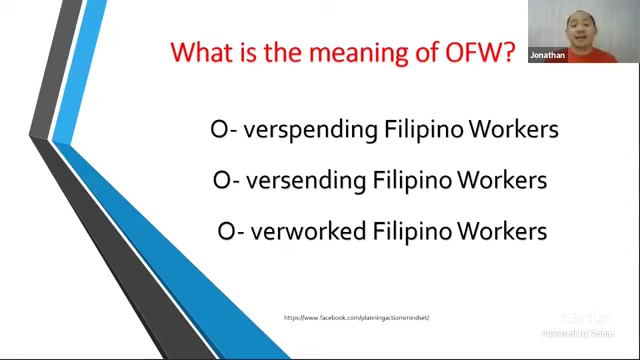 What is the meaning of OFW?
Jonathan
O- verspending Filipino Workers
O- versending Filipino Workers
O- verworked Filipino Workers
https://www.facebook.com/planningactionsmindset/
Powered by Zoom